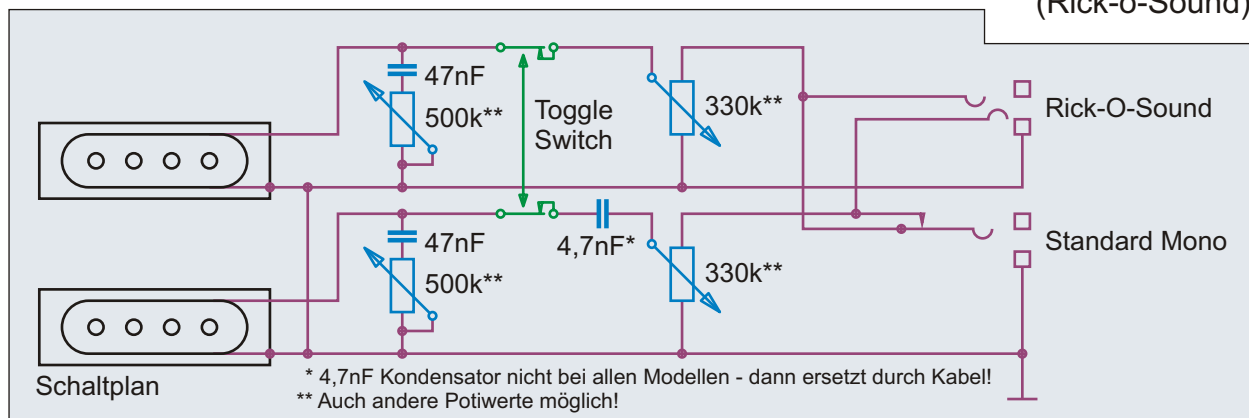 (Rick-o-Sound)
47nF
500k**
Toggle
Switch
330k**
Rick-O-Sound
47nF
500k**
4,7nF*
330k**
Standard Mono
Schaltplan
* 4,7nF Kondensator nicht bei allen Modellen - dann ersetzt durch Kabel!
** Auch andere Potiwerte möglich!